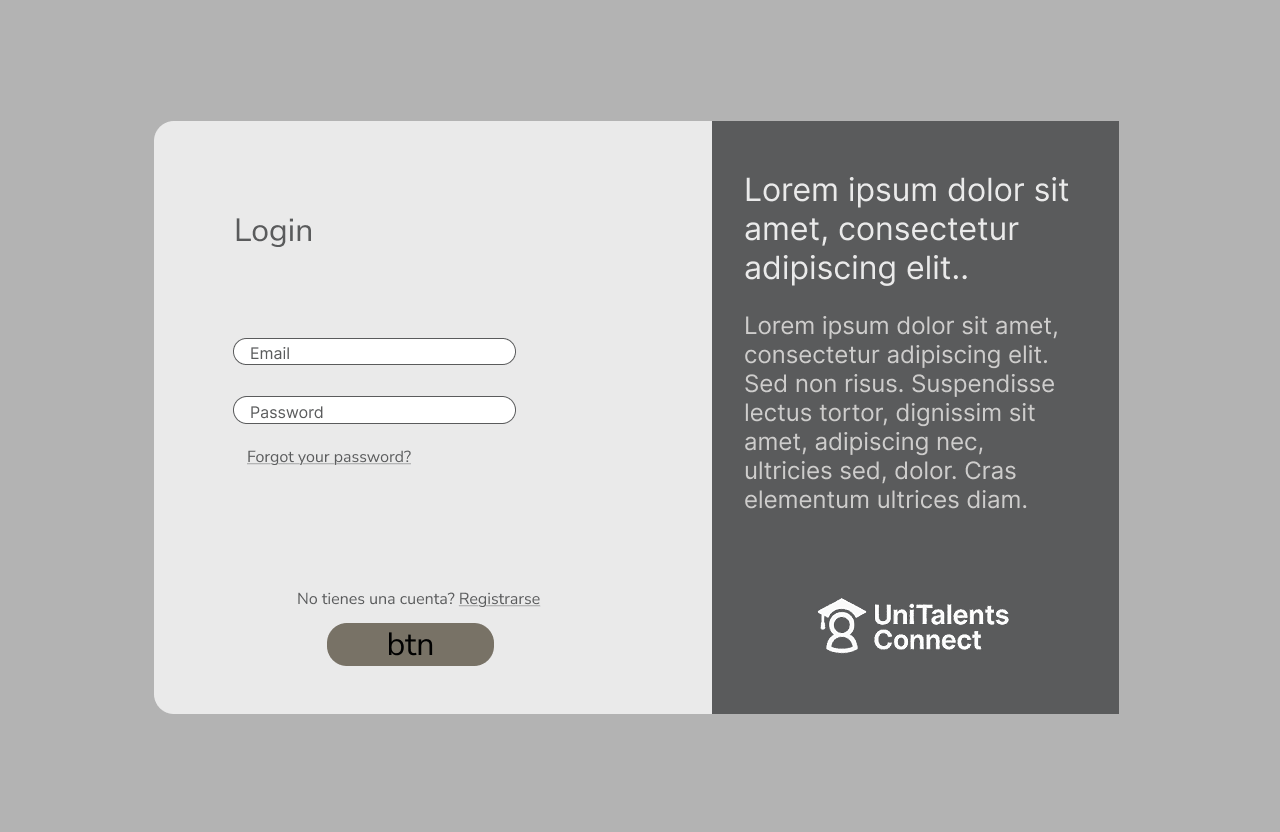 Login
Email
Password
Forgot your password?
No tienes una cuenta? Registrarse
btn
Lorem ipsum dolor sit
amet, consectetur
adipiscing elit..
Lorem ipsum dolor sit amet,
consectetur adipiscing elit.
Sed non risus. Suspendisse
lectus tortor, dignissim sit
amet, adipiscing nec,
ultricies sed, dolor. Cras
elementum ultrices diam.
UniTalents
Connect